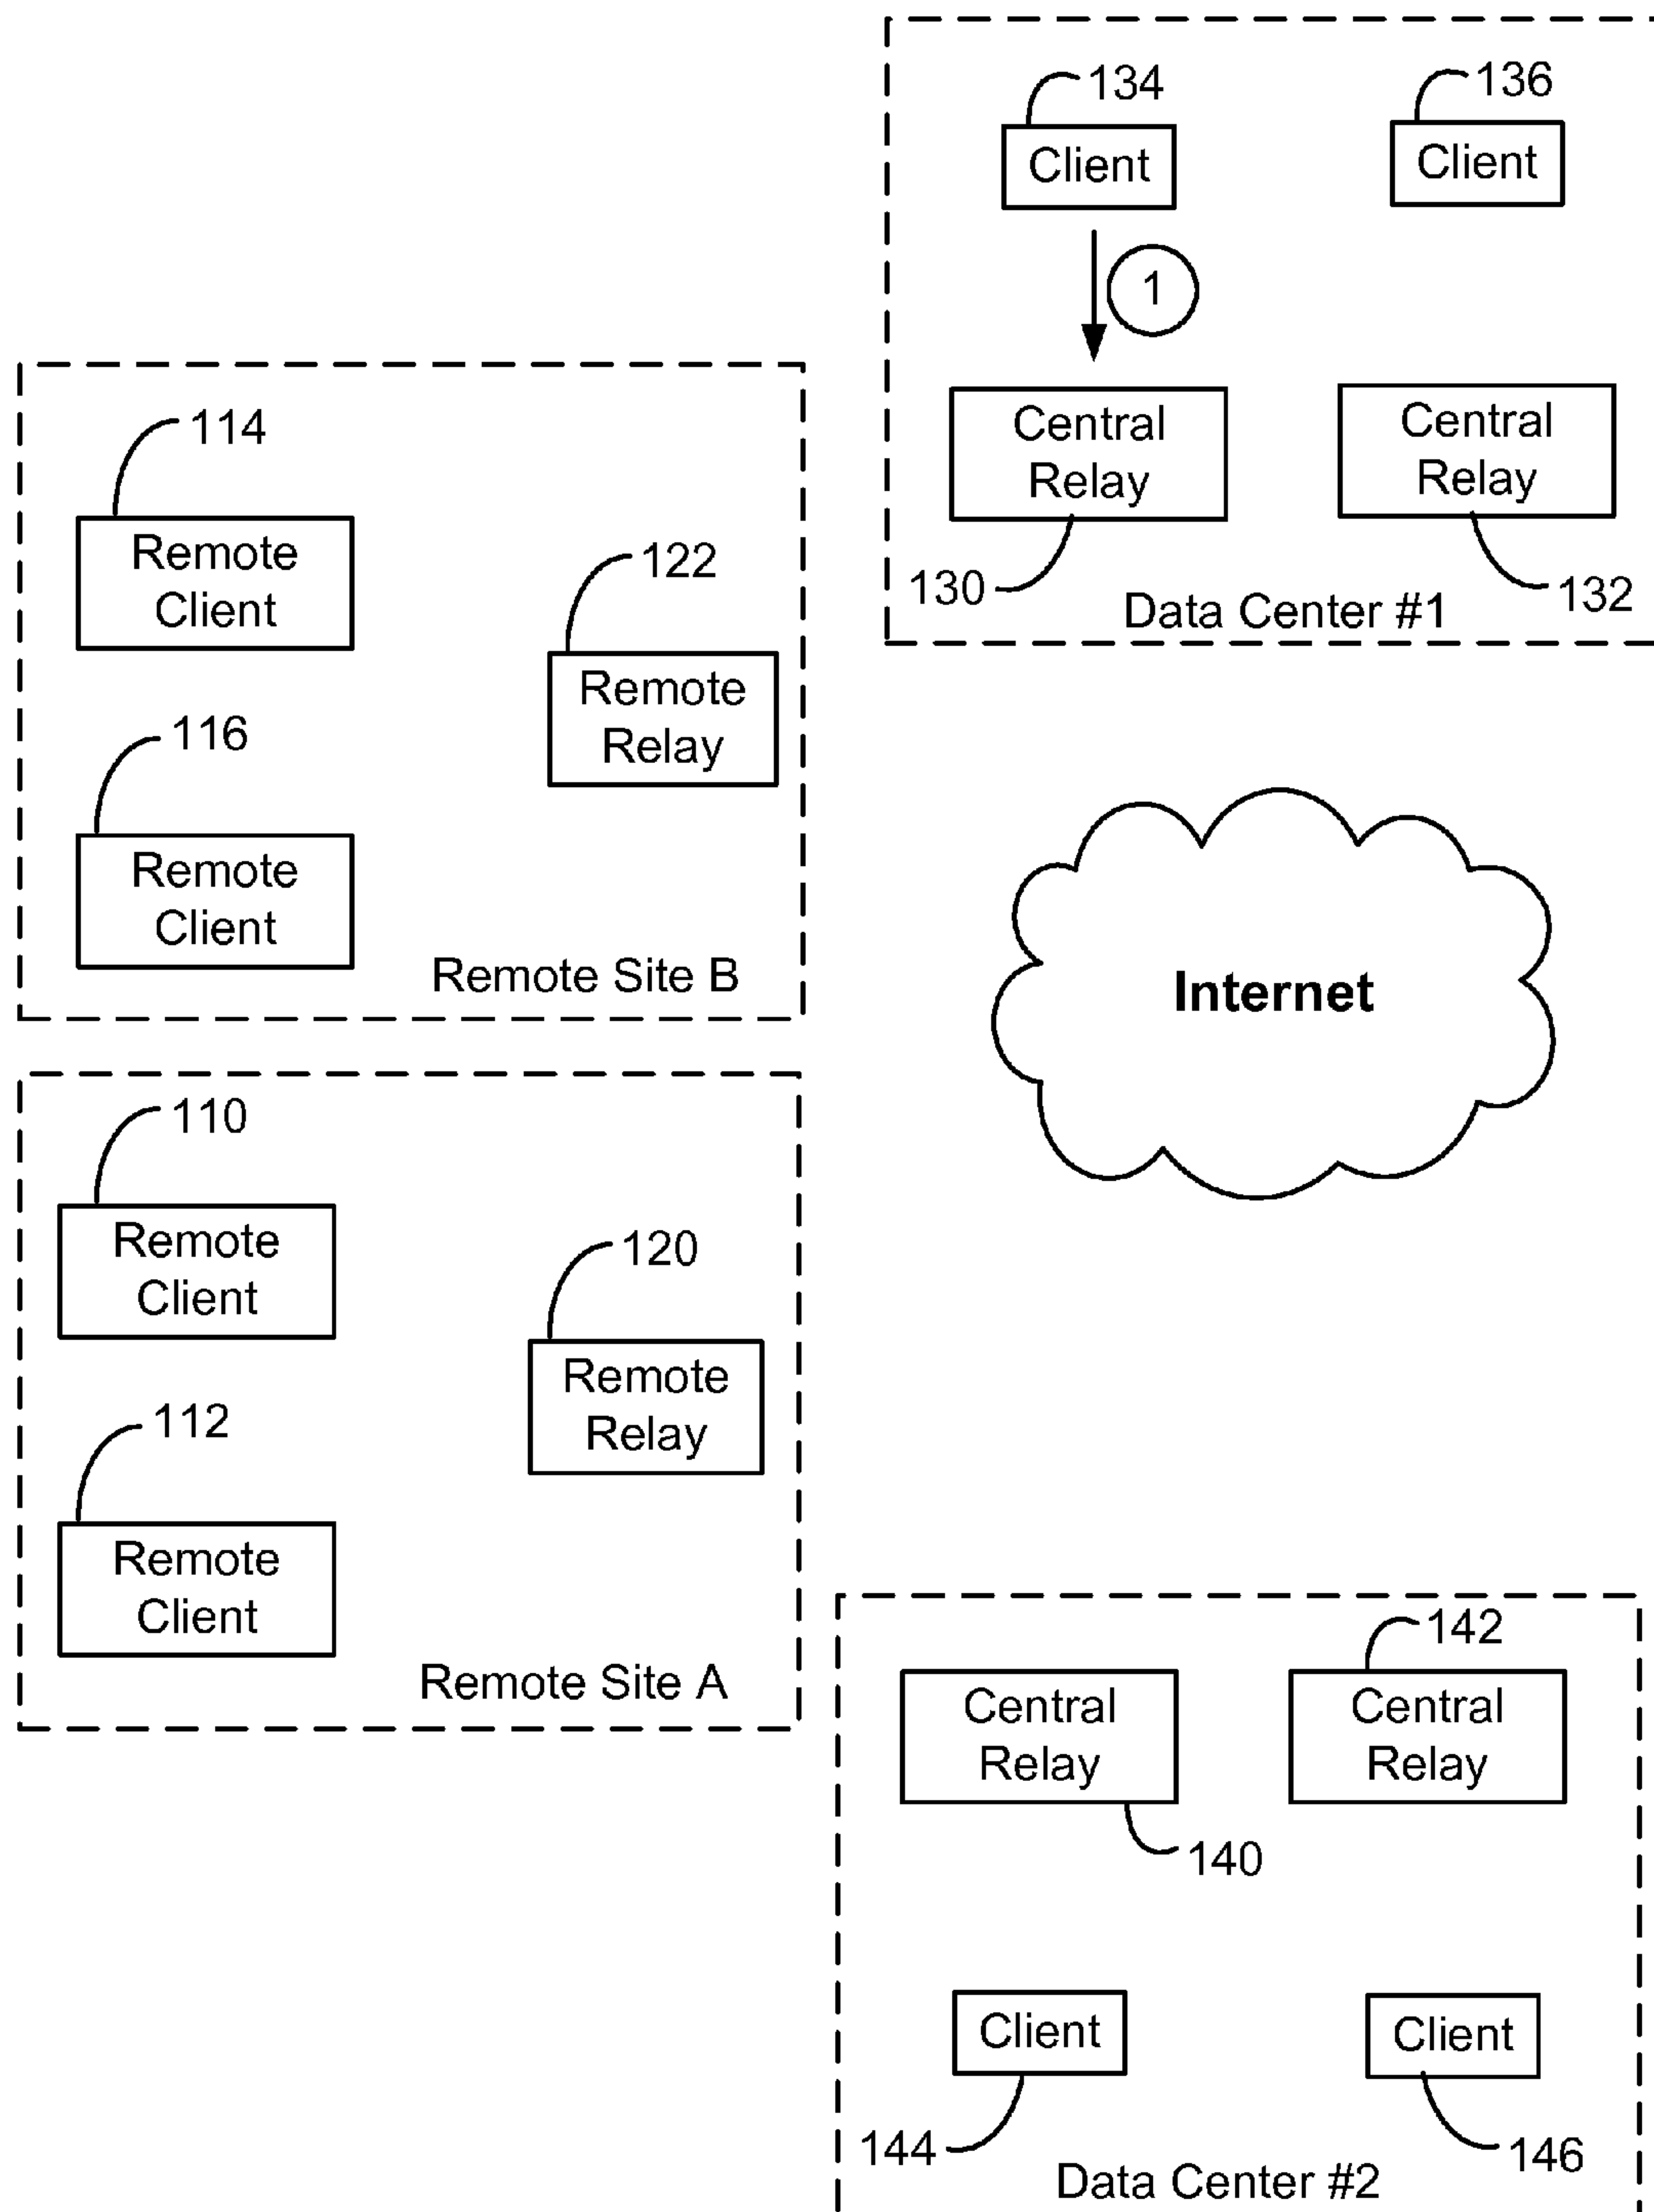 134
136
Client
Client
1
Central
Relay
Central
Relay
130
132
Data Center #1
114
Remote
Client
122
Remote
Relay
116
Remote
Client
Remote Site B
Internet
110
Remote
Client
120
Remote
Relay
112
Remote
Client
Remote Site A
142
Central
Relay
Central
Relay
140
Client
Client
144
146
Data Center #2